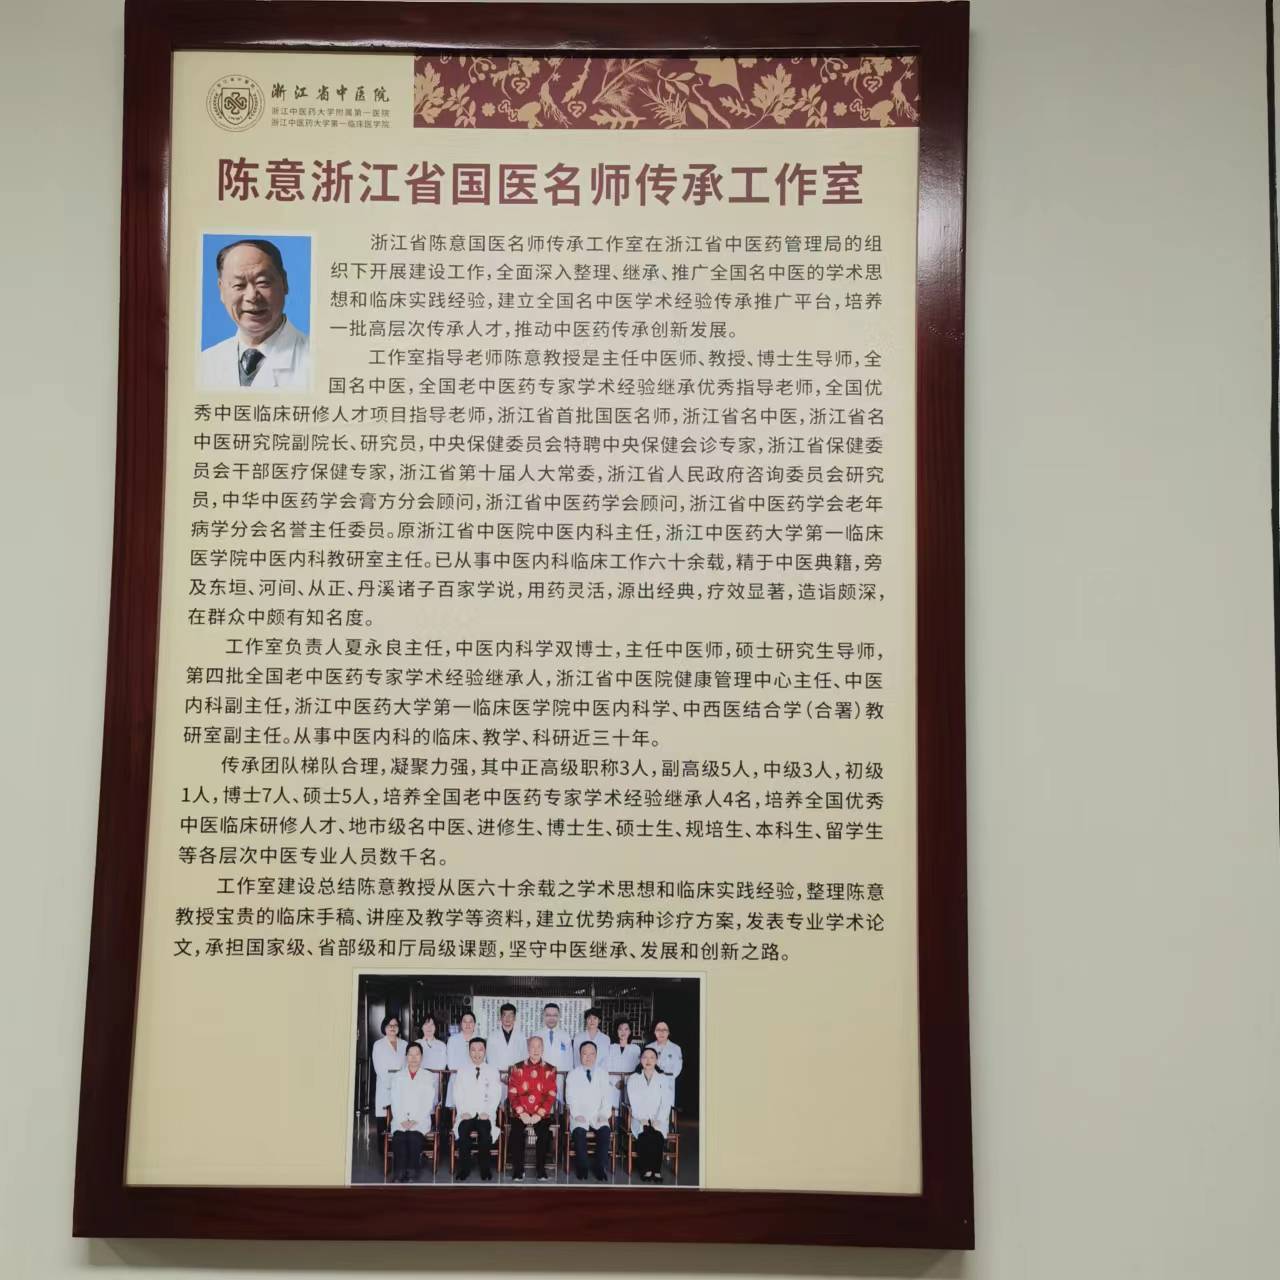 浙江省中医院
浙江中医药大学附属第一医院
浙江中医药大学第一临床医学院
陈意浙江省国医名师传承工作室
浙江省陈意国医名师传承工作室在浙江省中医药管理局的组
织下开展建设工作,全面深入整理、继承、推广全国名中医的学术思
想和临床实践经验,建立全国名中医学术经验传承推广平台,培养
一批高层次传承人才,推动中医药传承创新发展。
工作室指导老师陈意教授是主任中医师、教授、博士生导师,全
国名中医,全国老中医药专家学术经验继承优秀指导老师,全国优
秀中医临床研修人才项目指导老师,浙江省首批国医名师,浙江省名中医,浙江省名
中医研究院副院长、研究员,中央保健委员会特聘中央保健会诊专家,浙江省保健委
员会干部医疗保健专家,浙江省第十届人大常委,浙江省人民政府咨询委员会研究
员,中华中医药学会膏方分会顾问,浙江省中医药学会顾问,浙江省中医药学会老年
病学分会名誉主任委员。原浙江省中医院中医内科主任,浙江中医药大学第一临床
医学院中医内科教研室主任。已从事中医内科临床工作六十余载,精于中医典籍,旁
及东垣、河间、从正、丹溪诸子百家学说,用药灵活,源出经典,疗效显著,造诣颇深,
在群众中颇有知名度。
工作室负责人夏永良主任,中医内科学双博士,主任中医师,硕士研究生导师,
第四批全国老中医药专家学术经验继承人,浙江省中医院健康管理中心主任、中医
内科副主任,浙江中医药大学第一临床医学院中医内科学、中西医结合学(合署)教
研室副主任。从事中医内科的临床、教学、科研近三十年。
传承团队梯队合理,凝聚力强,其中正高级职称3人,副高级5人,中级3人,初级
1人,博士7人、硕士5人,培养全国老中医药专家学术经验继承人4名,培养全国优秀
中医临床研修人才、地市级名中医、进修生、博士生、硕士生、规培生、本科生、留学生
等各层次中医专业人员数千名。
工作室建设总结陈意教授从医六十余载之学术思想和临床实践经验,整理陈意
教授宝贵的临床手稿、讲座及教学等资料,建立优势病种诊疗方案,发表专业学术论
文,承担国家级、省部级和厅局级课题,坚守中医继承、发展和创新之路。